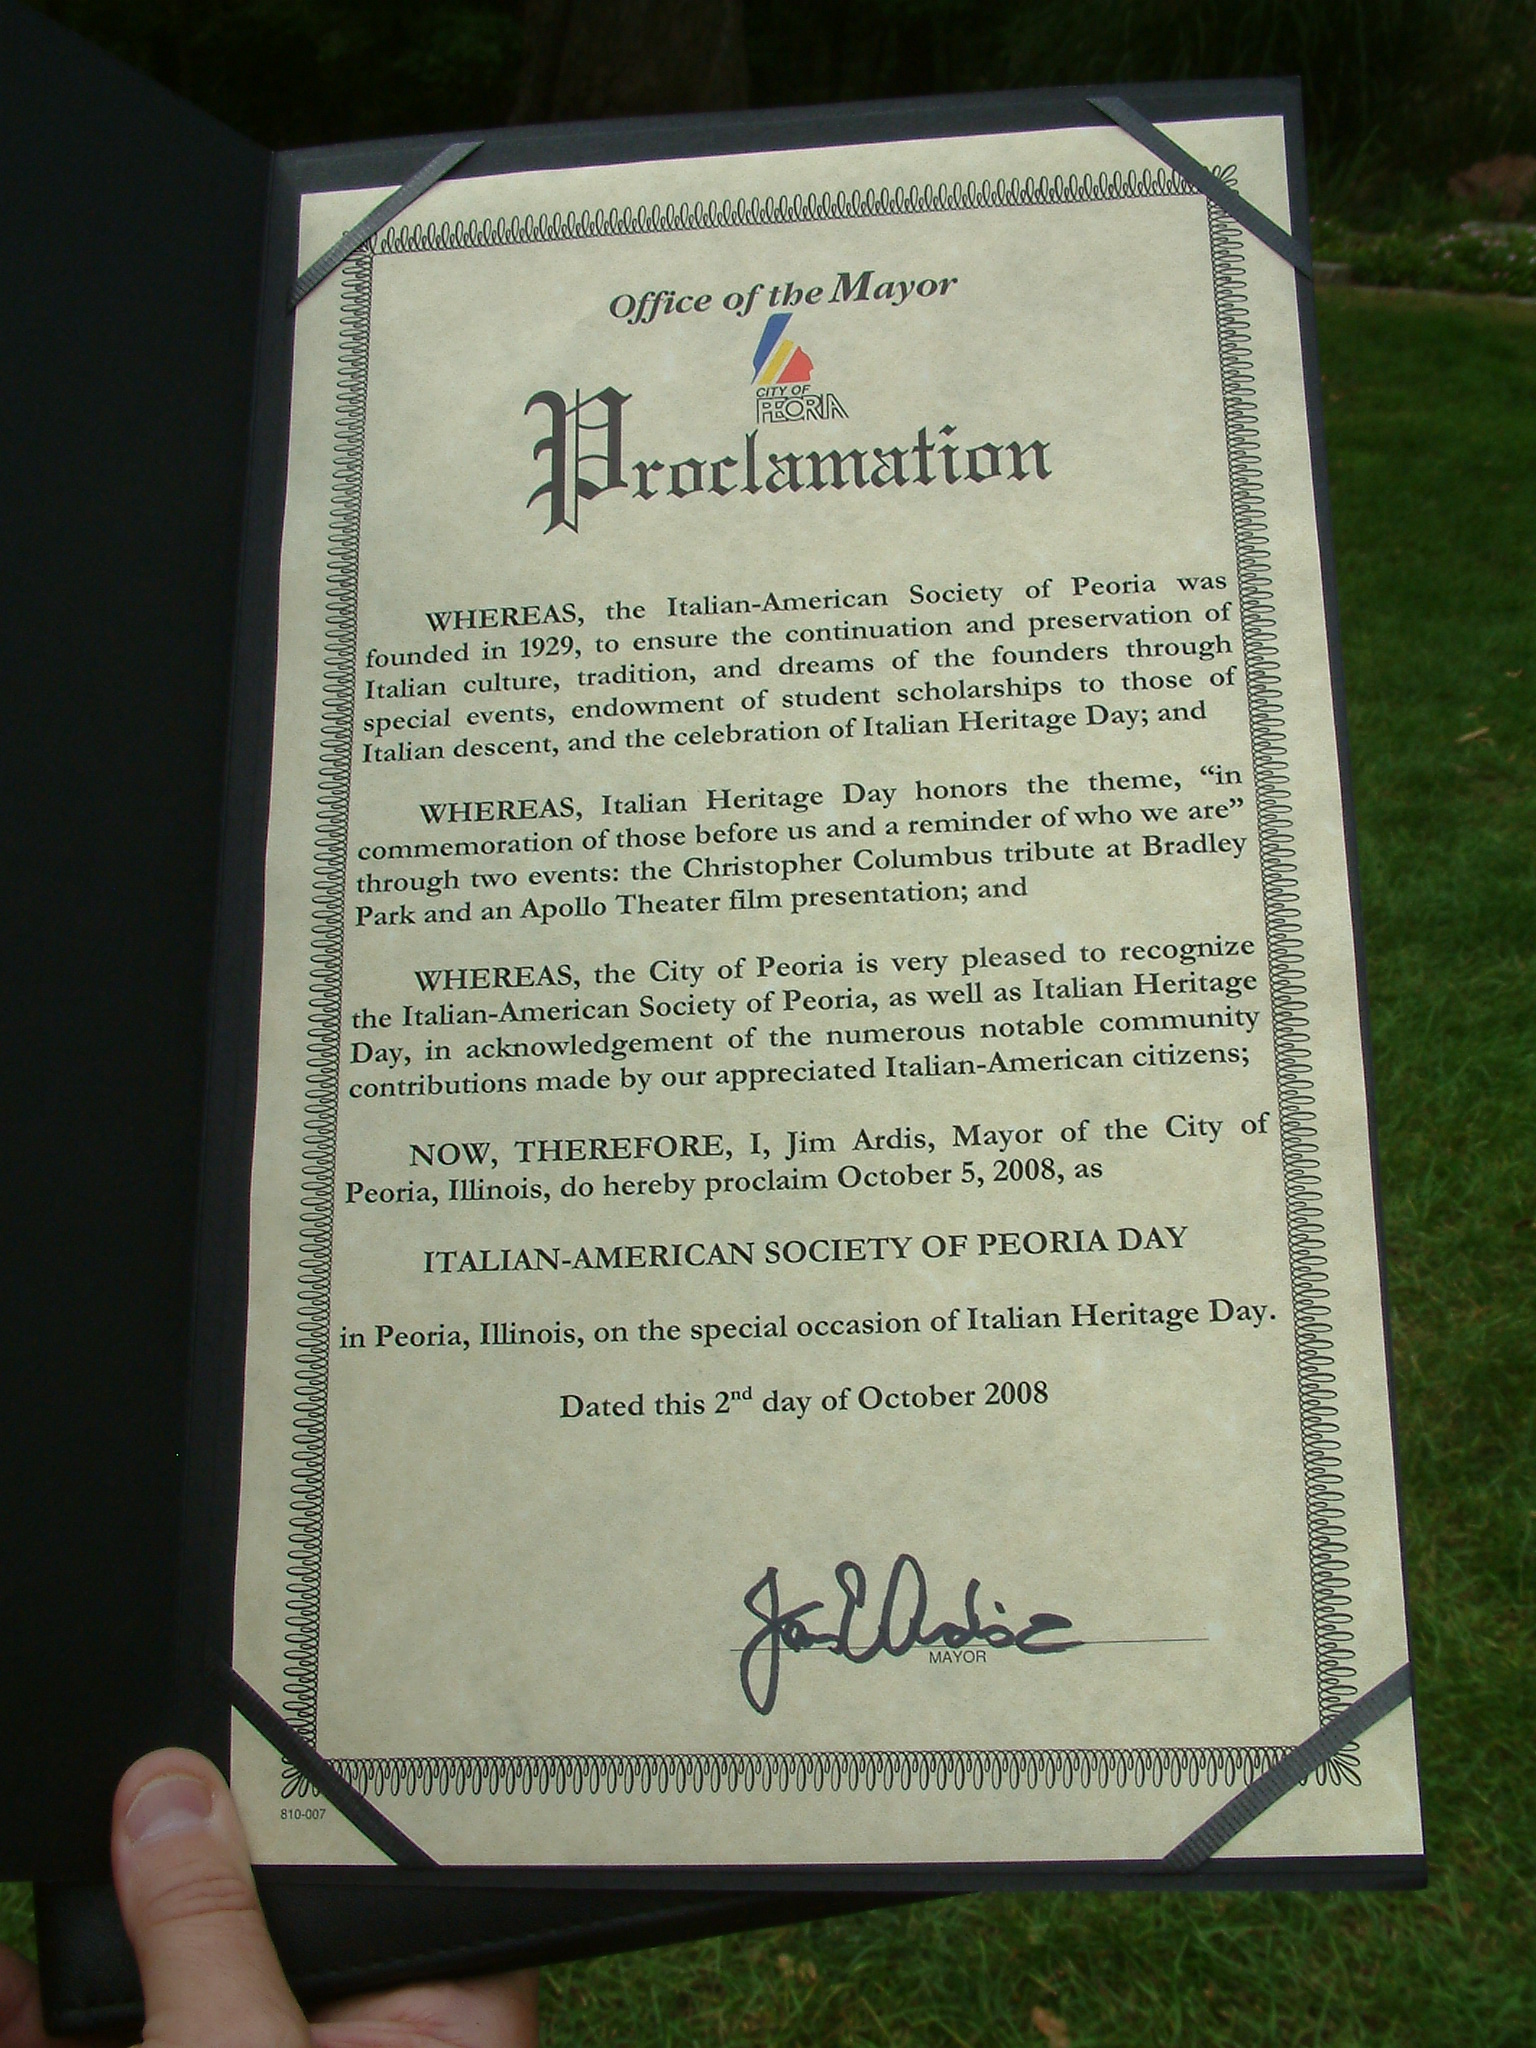 Office of the Mayor
CITY OF
PEORIA
Proclamation
WHEREAS, the Italian-American Society of Peoria was
founded in 1929, to ensure the continuation and preservation of
Italian culture, tradition, and dreams of the founders through
special events, endowment of student scholarships to those of
Italian descent, and the celebration of Italian Heritage Day; and
WHEREAS, Italian Heritage Day honors the theme, “in
commemoration of those before us and a reminder of who we are”
through two events: the Christopher Columbus tribute at Bradley
Park and an Apollo Theater film presentation; and
WHEREAS, the City of Peoria is very pleased to recognize
the Italian-American Society of Peoria, as well as Italian Heritage
Day, in acknowledgement of the numerous notable community
contributions made by our appreciated Italian-American citizens;
NOW, THEREFORE, I, Jim Ardis, Mayor of the City of
Peoria, Illinois, do hereby proclaim October 5, 2008, as
ITALIAN-AMERICAN SOCIETY OF PEORIA DAY
in Peoria, Illinois, on the special occasion of Italian Heritage Day.
Dated this 2nd day of October 2008
MAYOR
810-007